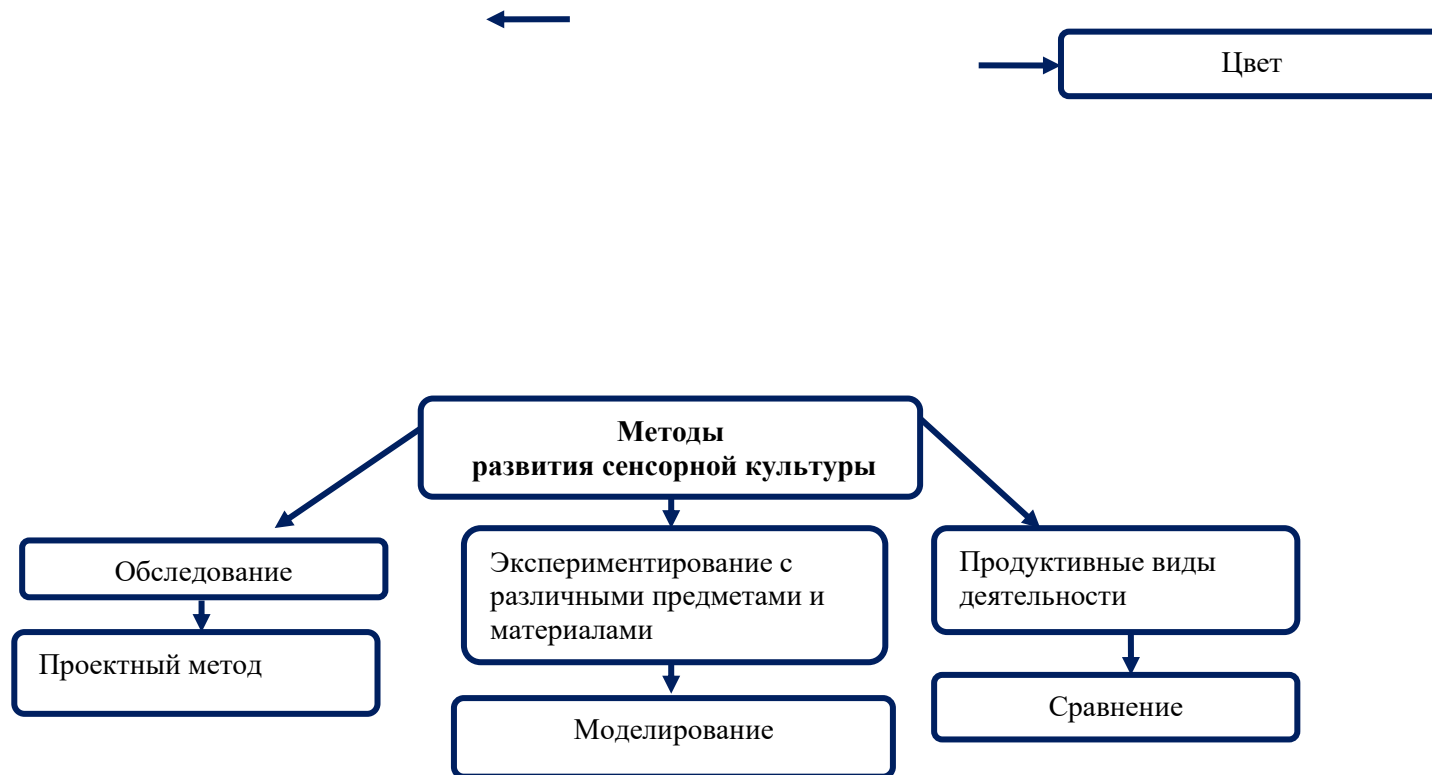 Цвет
Методы
развития сенсорной культуры
Обследование
Экспериментирование с
различными предметами и
материалами
Продуктивные виды
деятельности
Проектный метод
Моделирование
Сравнение